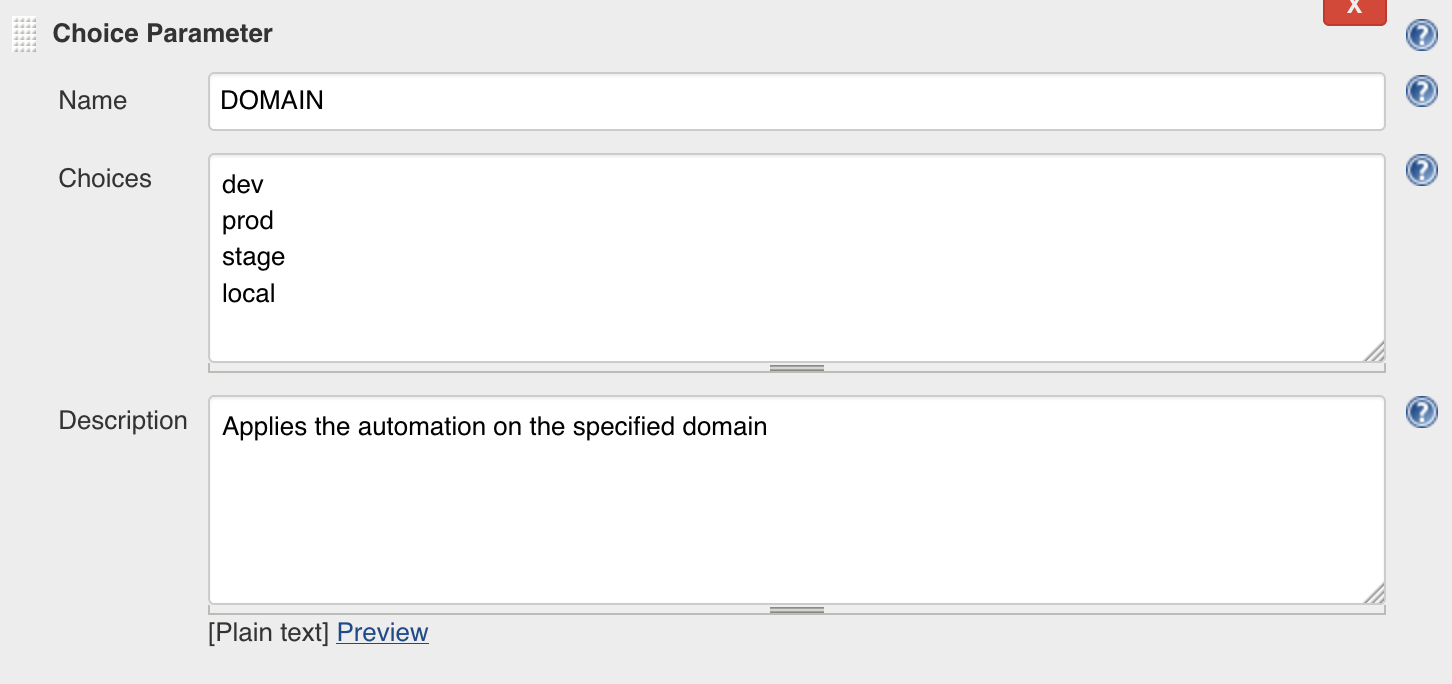 X
Choice Parameter
?
Name
DOMAIN
?
Choices
dev
prod
stage
local
?
Description
Applies the automation on the specified domain
?
[Plain text] Preview